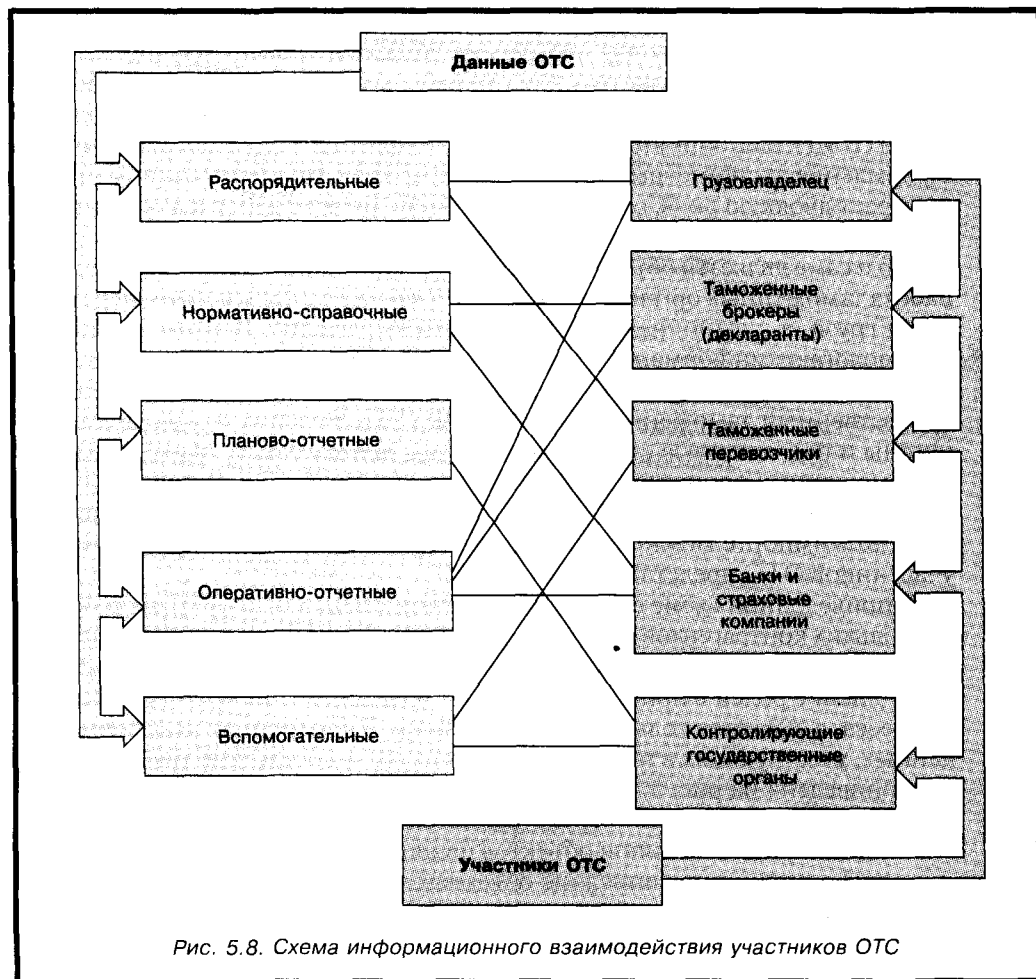 Данные ОТС
Распорядительные
Грузовладелец
Нормативно-справочные
Таможенные
брокеры
(декларанты)
Планово-отчетные
Таможенные
перевозчики
Оперативно-отчетные
Банки и
страховые
компании
Вспомогательные
Контролирующие
государственные
органы
Участники ОТС
Рис. 5.8. Схема информационного взаимодействия участников ОТС